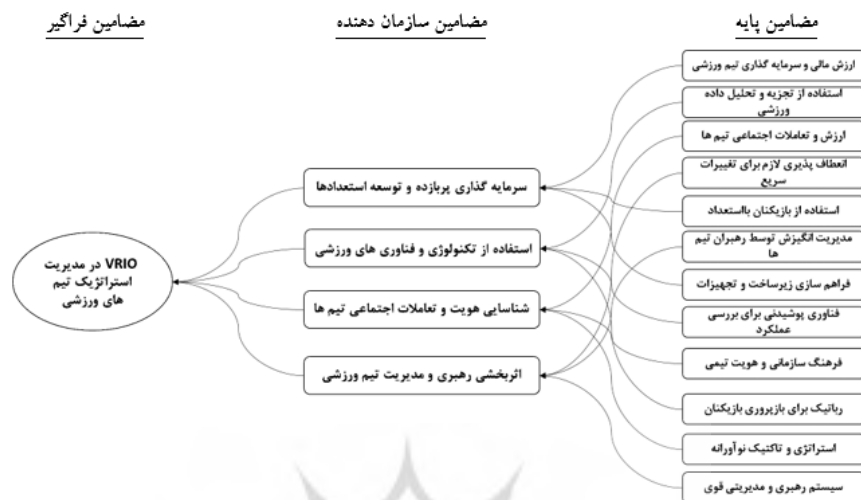 مضامین پایه
مضامین سازمان دهنده
مضامین فراگیر
ارزش مالی و سرمایه گذاری تیم ورزشی
استفاده از تجزیه و تحلیل داده
ورزشی
ارزش و تعاملات اجتماعی تیم ها
انعطاف پذیری لازم برای تغییرات
سریع
استفاده از بازیکنان بااستعداد
مدیریت انگیزش توسط رهبران تیم
ها
فراهم سازی زیرساخت و تجهیزات
فناوری پوشیدنی برای بررسی
عملکرد
فرهنگ سازمانی و هویت تیمی
رباتیک برای بازپروری بازیکنان
استراتژی و تاکتیک نوآورانه
سیستم رهبری و مدیریتی قوی
سرمایه گذاری پربازده و توسعه استعدادها
استفاده از تکنولوژی و فناوری های ورزشی
شناسایی هویت و تعاملات اجتماعی تیم ها
اثربخشی رهبری و مدیریت تیم ورزشی
VRIO در مدیریت
استراتژیک تیم
های ورزشی